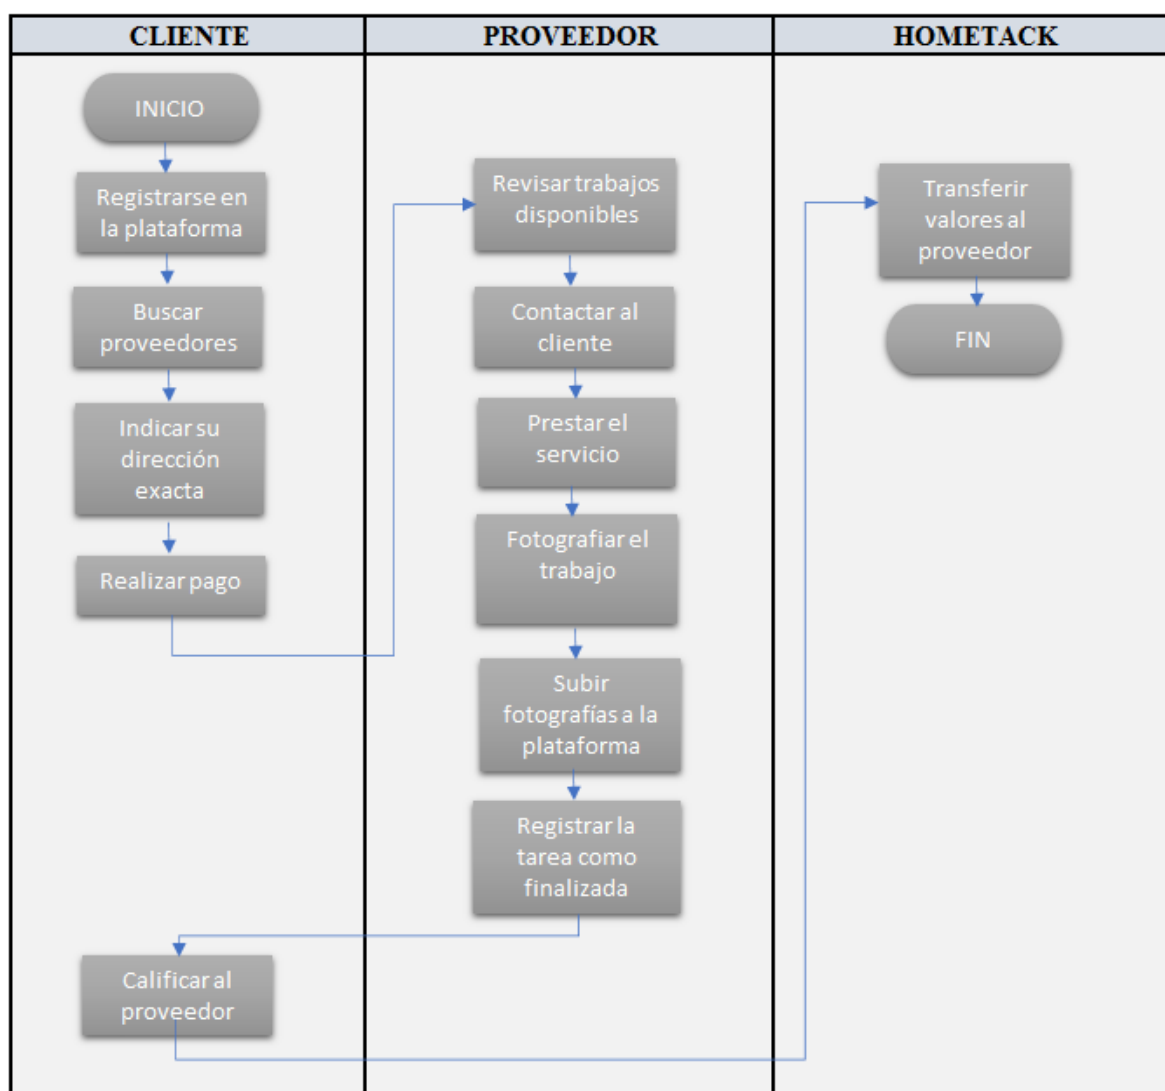 CLIENTE
PROVEEDOR
HOMETACK
INICIO
Registrarse en
la plataforma
Buscar
proveedores
Indicar su
dirección
exacta
Realizar pago
Revisar trabajos
disponibles
Contactar al
cliente
Prestar el
servicio
Fotografiar el
trabajo
Subir
fotografías a la
plataforma
Registrar la
tarea como
finalizada
Calificar al
proveedor
Transferir
valores al
proveedor
FIN